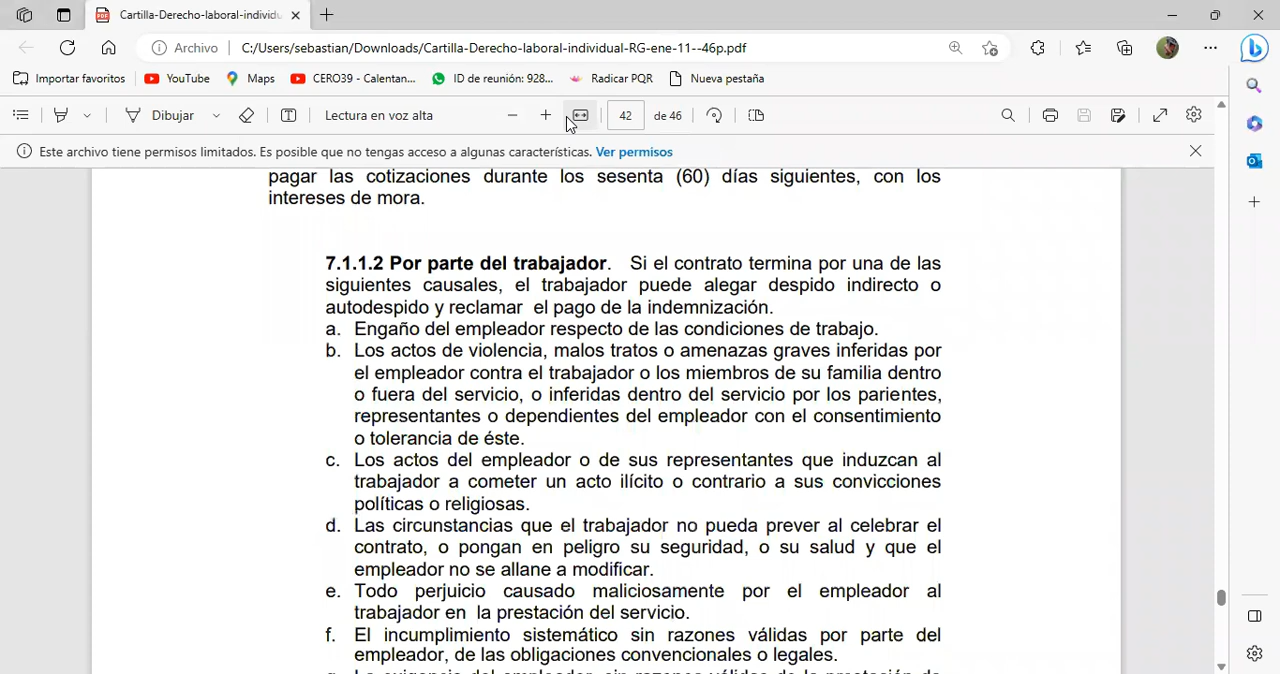 Cartilla-Derecho-laboral-individu
Archivo C:/Users/sebastian/Downloads/Cartilla-Derecho-laboral-individual-RG-ene-11--46p.pdf
Importar favoritos YouTube Maps CERO39 - Calentan... ID de reunión: 928... Radicar PQR Nueva pestaña
Dibujar Lectura en voz alta 42 de 46
Este archivo tiene permisos limitados. Es posible que no tengas acceso a algunas características. Ver permisos
pagar las cotizaciones durante los sesenta (60) días siguientes, con los
intereses de mora.
7.1.1.2 Por parte del trabajador. Si el contrato termina por una de las
siguientes causales, el trabajador puede alegar despido indirecto o
autodespido y reclamar el pago de la indemnización.
a. Engaño del empleador respecto de las condiciones de trabajo.
b. Los actos de violencia, malos tratos o amenazas graves inferidas por
el empleador contra el trabajador o los miembros de su familia dentro
o fuera del servicio, o inferidas dentro del servicio por los parientes,
representantes o dependientes del empleador con el consentimiento
o tolerancia de éste.
c. Los actos del empleador o de sus representantes que induzcan al
trabajador a cometer un acto ilícito o contrario a sus convicciones
políticas o religiosas.
d. Las circunstancias que el trabajador no pueda prever al celebrar el
contrato, o pongan en peligro su seguridad, o su salud y que el
empleador no se allane a modificar.
e. Todo perjuicio causado maliciosamente por el empleador al
trabajador en la prestación del servicio.
f. El incumplimiento sistemático sin razones válidas por parte del
empleador, de las obligaciones convencionales o legales.